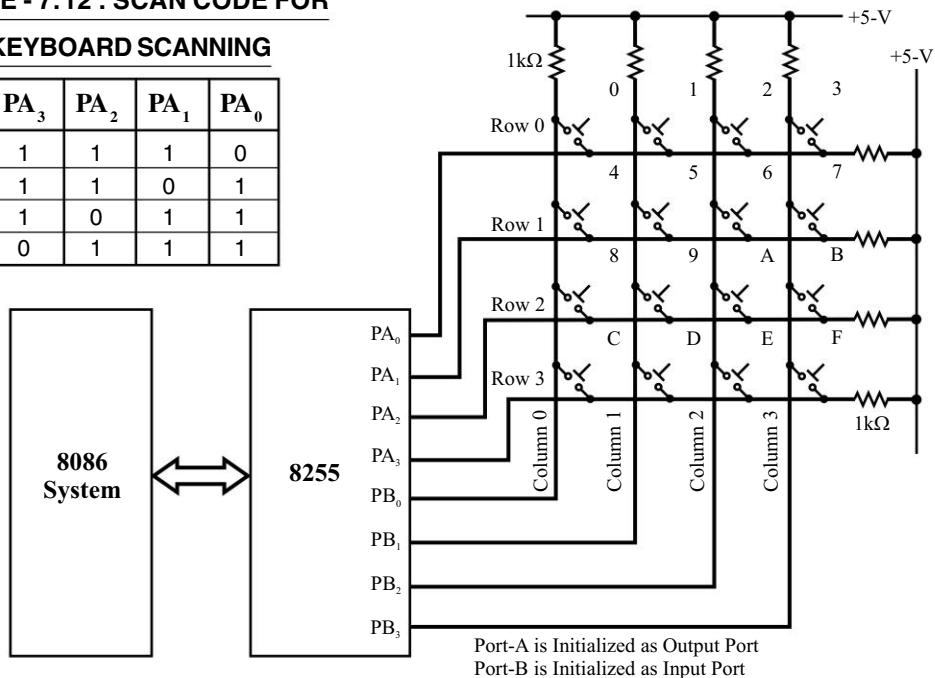 E - 7.12 : SCAN CODE FOR
KEYBOARD SCANNING
PA3 PA2 PA1 PA0
1 1 1 0
1 1 0 1
1 0 1 1
0 1 1 1
+5-V
+5-V
1kΩ
0 1 2 3
Row 0
4 5 6 7
Row 1
8 9 A B
Row 2
C D E F
Row 3
1kΩ
Column 0
Column 1
Column 2
Column 3
8086
System
8255
PA0
PA1
PA2
PA3
PB0
PB1
PB2
PB3
Port-A is Initialized as Output Port
Port-B is Initialized as Input Port